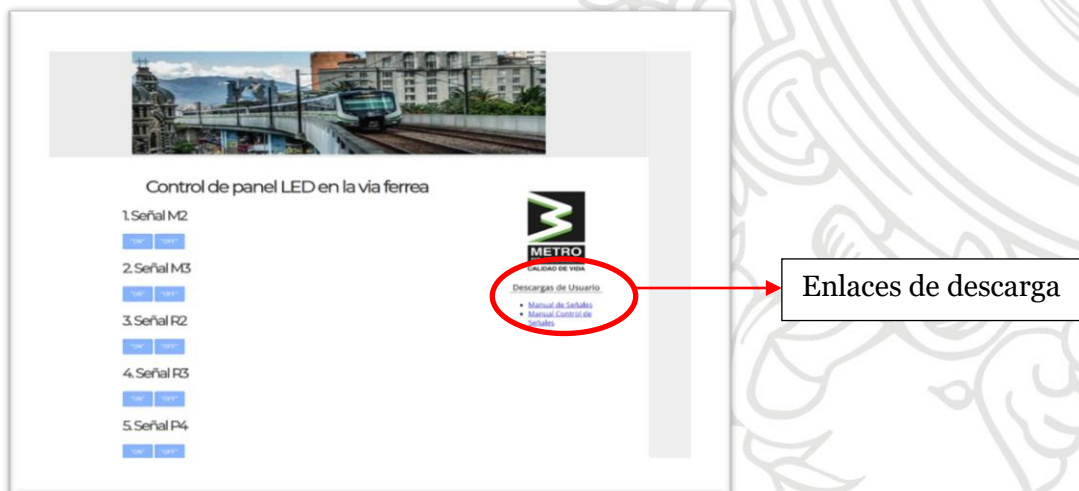 Control de panel LED en la via ferrea
1. Señal M2
"ON" "OFF"
2. Señal M3
"ON" "OFF"
3. Señal R2
"ON" "OFF"
4. Señal R3
"ON" "OFF"
5. Señal P4
"ON" "OFF"
METRO
CALIDAD DE VIDA
Descargas de Usuario
Manual de Señales
Manual Control de
Señales
Enlaces de descarga